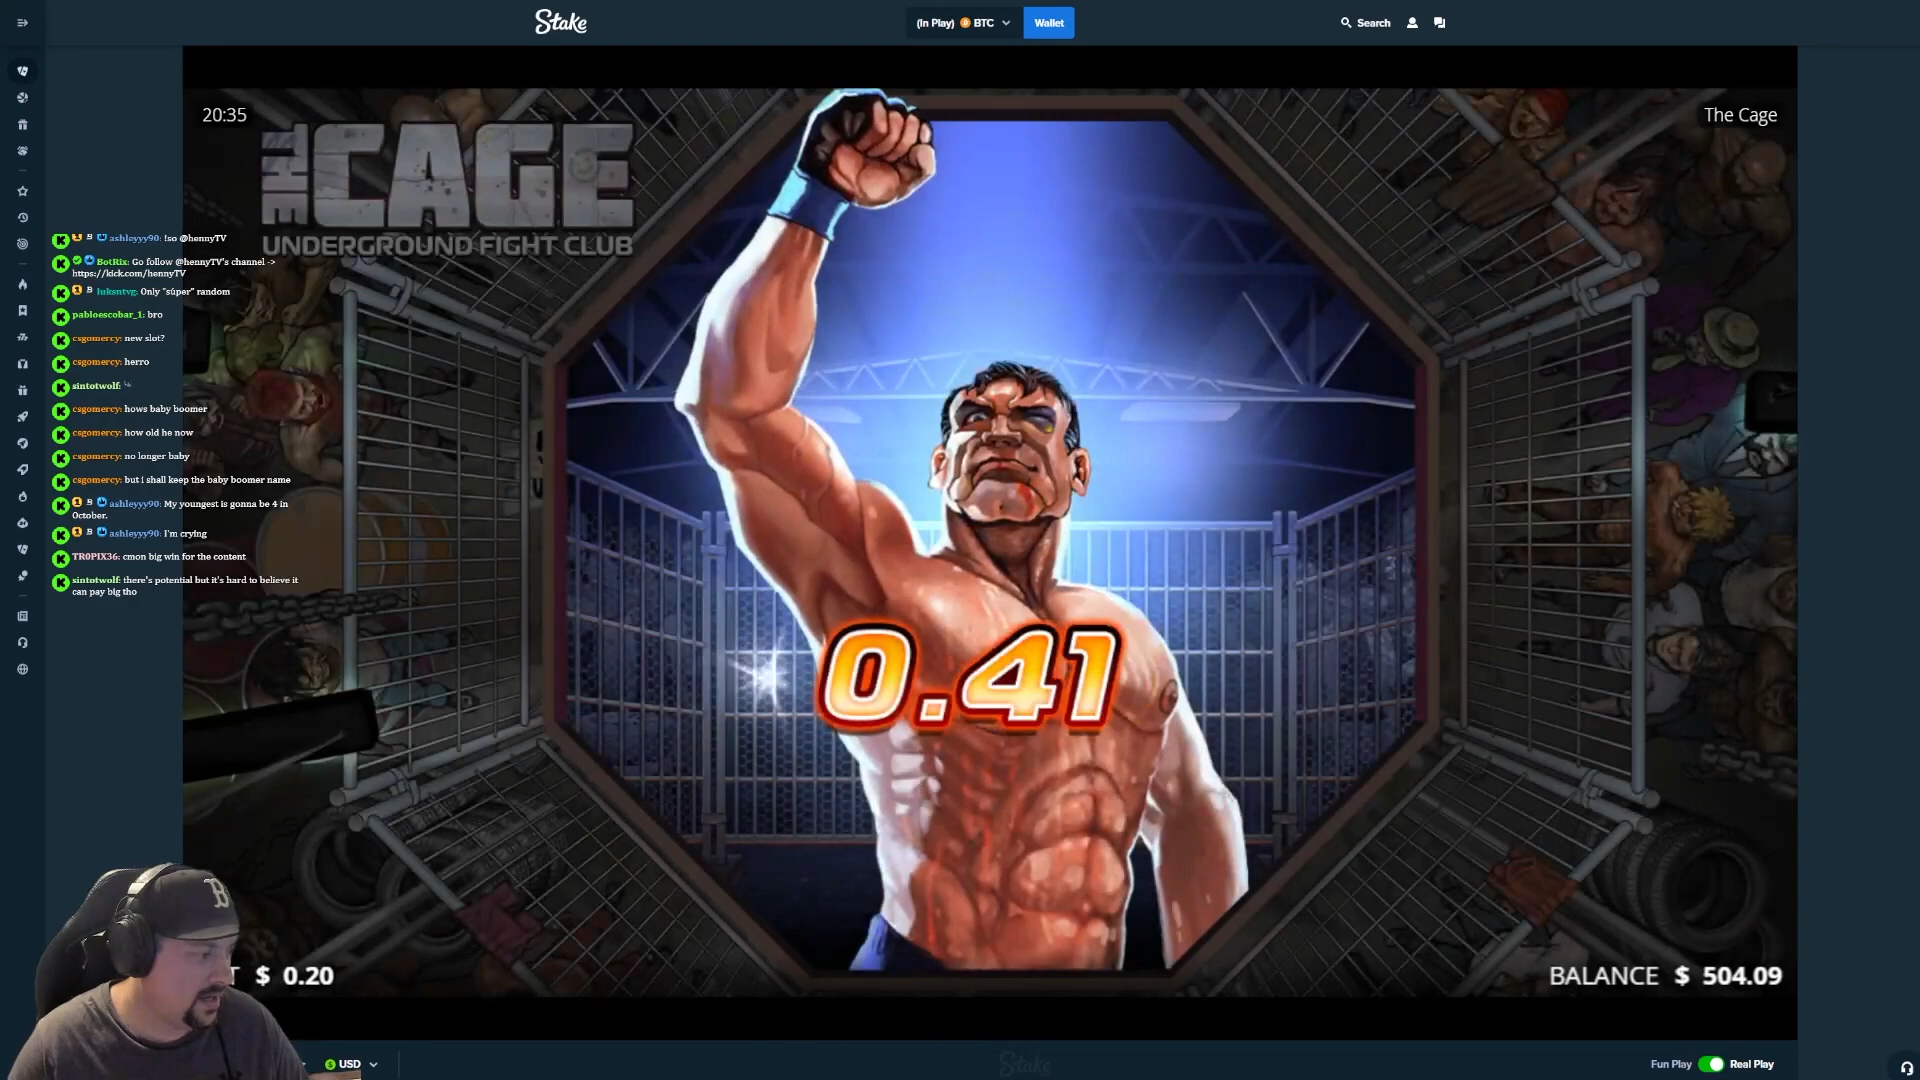 Stake
(In Play) BTC
Wallet
Search
20:35
The Cage
THE CAGE
UNDERGROUND FIGHT CLUB
ashleyyy90: !so @hennyTV
BotRix: Go follow @hennyTV's channel ->
https://kick.com/hennyTV
luksntvg: Only "súper" random
pabloescobar_1: bro
csgomercy: new slot?
csgomercy: herro
sintotwolf:
csgomercy: hows baby boomer
csgomercy: how old he now
csgomercy: no longer baby
csgomercy: but i shall keep the baby boomer name
ashleyyy90: My youngest is gonna be 4 in
October.
ashleyyy90: I'm crying
TR0PIX36: cmon big win for the content
sintotwolf: there's potential but it's hard to believe it
can pay big tho
0.41
T $ 0.20
BALANCE $ 504.09
USD
Stake
Fun Play
Real Play